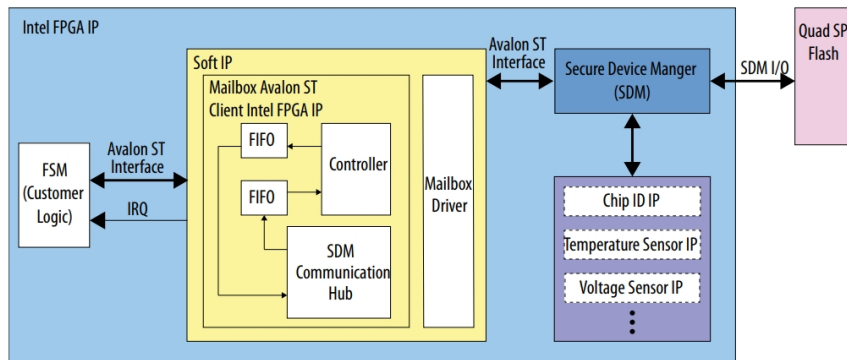 Intel FPGA IP
Soft IP
Mailbox Avalon ST
Client Intel FPGA IP
FIFO
Controller
FIFO
SDM
Communication
Hub
Mailbox
Driver
FSM
(Customer
Logic)
Avalon ST
Interface
IRQ
Avalon ST
Interface
Secure Device Manger
(SDM)
SDM I/O
Quad SPI
Flash
Chip ID IP
Temperature Sensor IP
Voltage Sensor IP